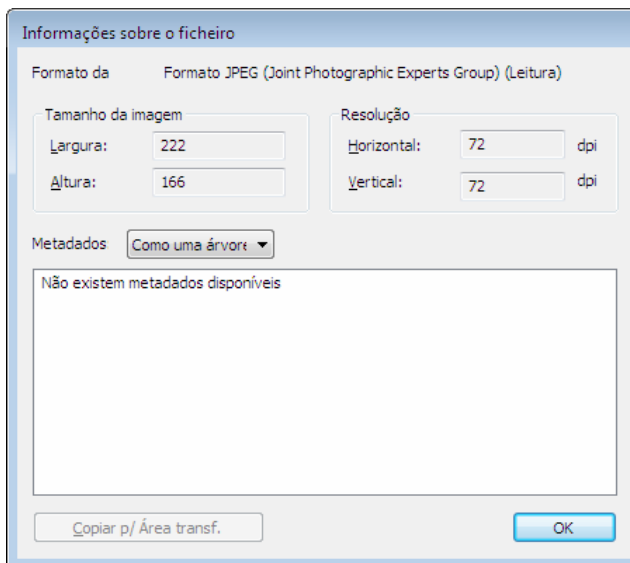 Informações sobre o ficheiro
Formato da Formato JPEG (Joint Photographic Experts Group) (Leitura)
Tamanho da imagem
Largura: 222
Altura: 166
Resolução
Horizontal: 72 dpi
Vertical: 72 dpi
Metadados Como uma árvore
Não existem metadados disponíveis
Copiar p/ Área transf. OK